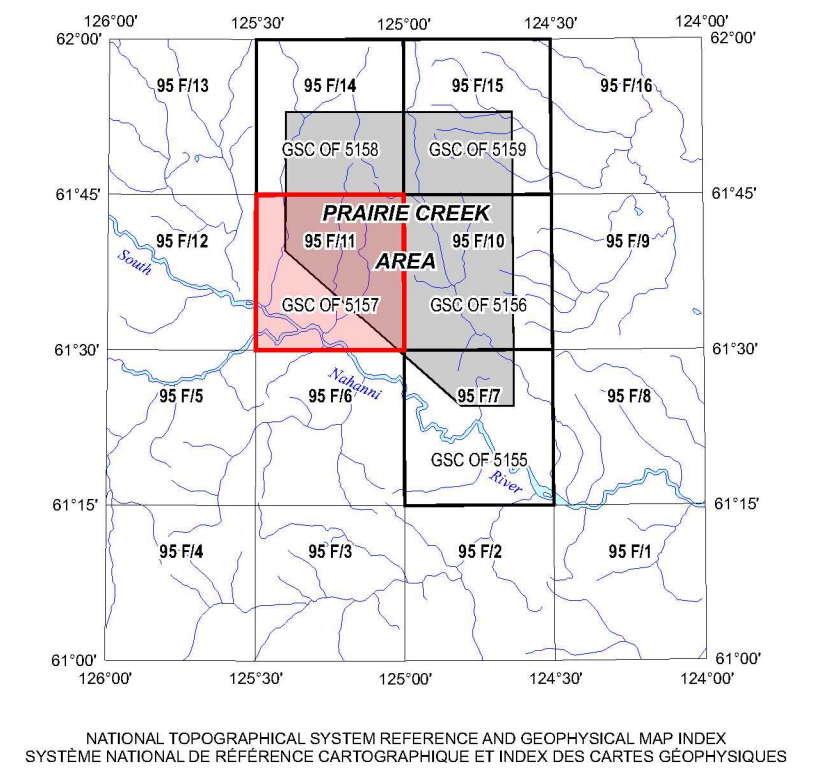 126°00' 125°30' 125°00' 124°30' 124°00'
62°00' 62°00'
95 F/13 95 F/14 95 F/15 95 F/16
GSC OF 5158 GSC OF 5159
61°45' 61°45'
PRAIRIE CREEK
95 F/12 95 F/11 95 F/10 95 F/9
AREA
South
GSC OF 5157 GSC OF 5156
61°30' 61°30'
Nahanni
95 F/5 95 F/6 95 F/7 95 F/8
GSC OF 5155
River
61°15' 61°15'
95 F/4 95 F/3 95 F/2 95 F/1
61°00' 61°00'
126°00' 125°30' 125°00' 124°30' 124°00'
NATIONAL TOPOGRAPHICAL SYSTEM REFERENCE AND GEOPHYSICAL MAP INDEX
SYSTÈME NATIONAL DE RÉFÉRENCE CARTOGRAPHIQUE ET INDEX DES CARTES GÉOPHYSIQUES